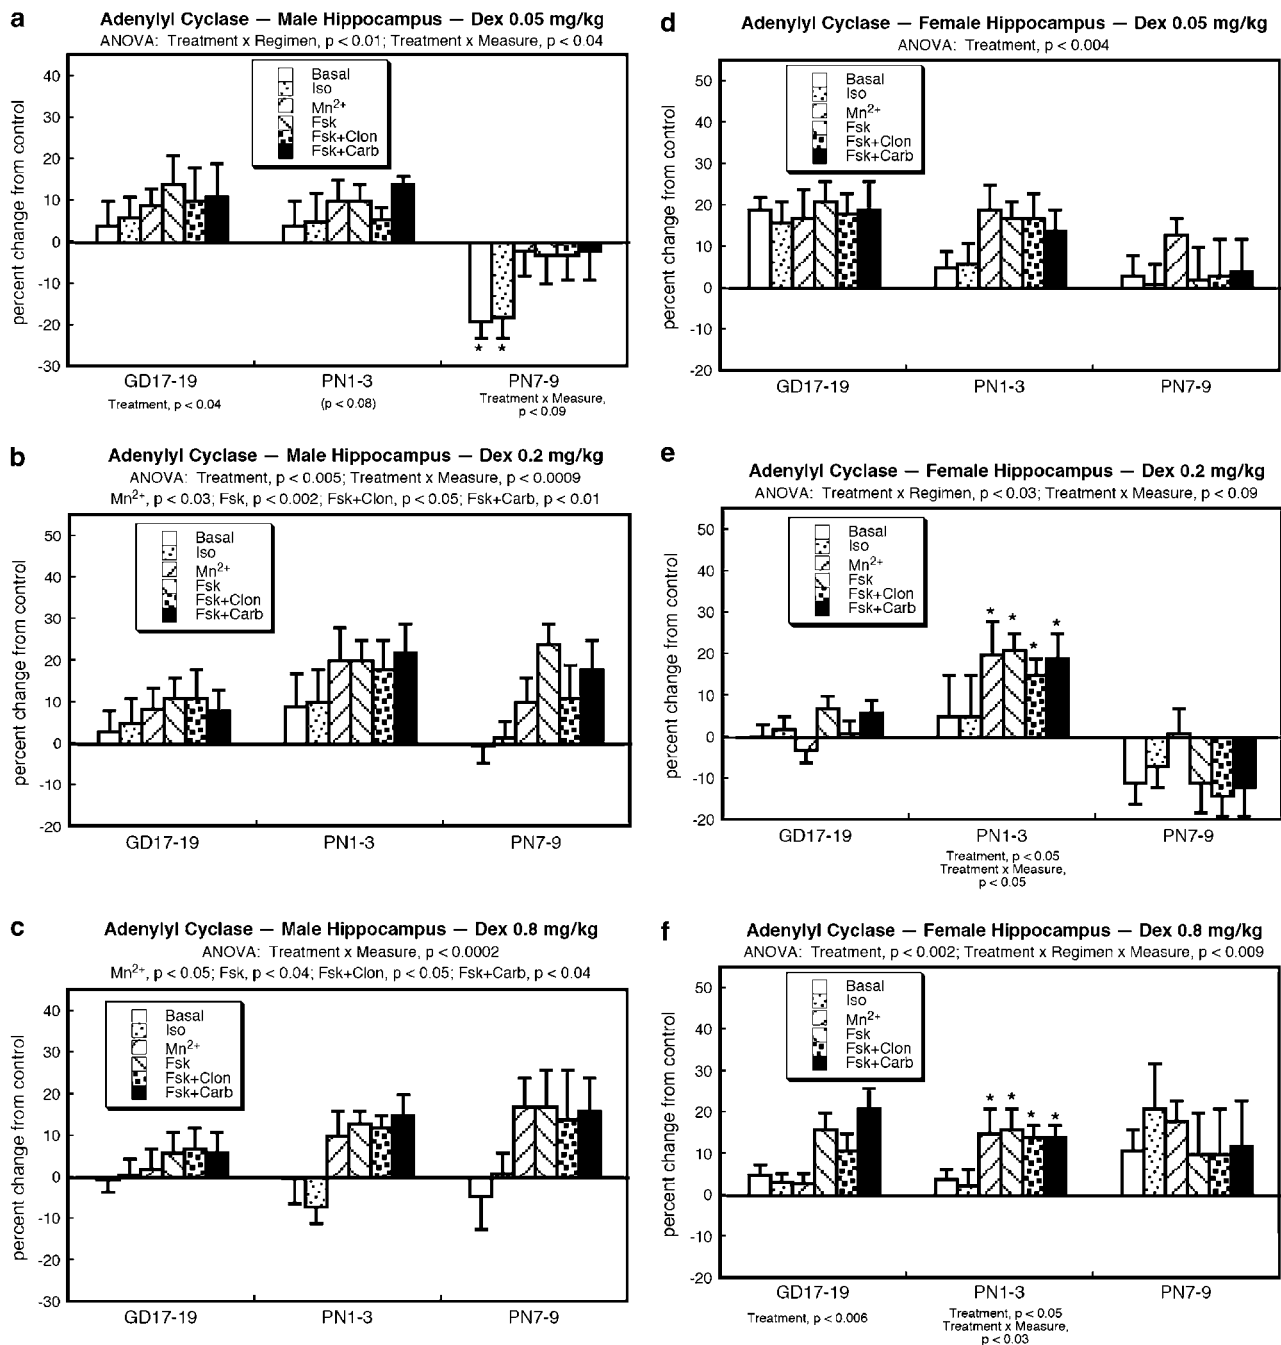 a
Adenylyl Cyclase — Male Hippocampus — Dex 0.05 mg/kg
ANOVA: Treatment x Regimen, p < 0.01; Treatment x Measure, p < 0.04
percent change from control
40
30
20
10
0
-10
-20
-30
Basal
Iso
Mn2+
Fsk
Fsk+Clon
Fsk+Carb
* *
GD17-19
PN1-3
PN7-9
Treatment, p < 0.04
(p < 0.08)
Treatment x Measure,
p < 0.09
b
Adenylyl Cyclase — Male Hippocampus — Dex 0.2 mg/kg
ANOVA: Treatment, p < 0.005; Treatment x Measure, p < 0.0009
Mn2+, p < 0.03; Fsk, p < 0.002; Fsk+Clon, p < 0.05; Fsk+Carb, p < 0.01
percent change from control
50
40
30
20
10
0
-10
-20
Basal
Iso
Mn2+
Fsk
Fsk+Clon
Fsk+Carb
GD17-19
PN1-3
PN7-9
c
Adenylyl Cyclase — Male Hippocampus — Dex 0.8 mg/kg
ANOVA: Treatment x Measure, p < 0.0002
Mn2+, p < 0.05; Fsk, p < 0.04; Fsk+Clon, p < 0.05; Fsk+Carb, p < 0.04
percent change from control
40
30
20
10
0
-10
-20
-30
Basal
Iso
Mn2+
Fsk
Fsk+Clon
Fsk+Carb
GD17-19
PN1-3
PN7-9
d
Adenylyl Cyclase — Female Hippocampus — Dex 0.05 mg/kg
ANOVA: Treatment, p < 0.004
percent change from control
50
40
30
20
10
0
-10
-20
Basal
Iso
Mn2+
Fsk
Fsk+Clon
Fsk+Carb
GD17-19
PN1-3
PN7-9
e
Adenylyl Cyclase — Female Hippocampus — Dex 0.2 mg/kg
ANOVA: Treatment x Regimen, p < 0.03; Treatment x Measure, p < 0.09
percent change from control
50
40
30
20
10
0
-10
-20
Basal
Iso
Mn2+
Fsk
Fsk+Clon
Fsk+Carb
* * * *
GD17-19
PN1-3
PN7-9
Treatment, p < 0.05
Treatment x Measure,
p < 0.05
f
Adenylyl Cyclase — Female Hippocampus — Dex 0.8 mg/kg
ANOVA: Treatment, p < 0.002; Treatment x Regimen x Measure, p < 0.009
percent change from control
50
40
30
20
10
0
-10
-20
Basal
Iso
Mn2+
Fsk
Fsk+Clon
Fsk+Carb
* * * *
GD17-19
PN1-3
PN7-9
Treatment, p < 0.006
Treatment, p < 0.05
Treatment x Measure,
p < 0.03